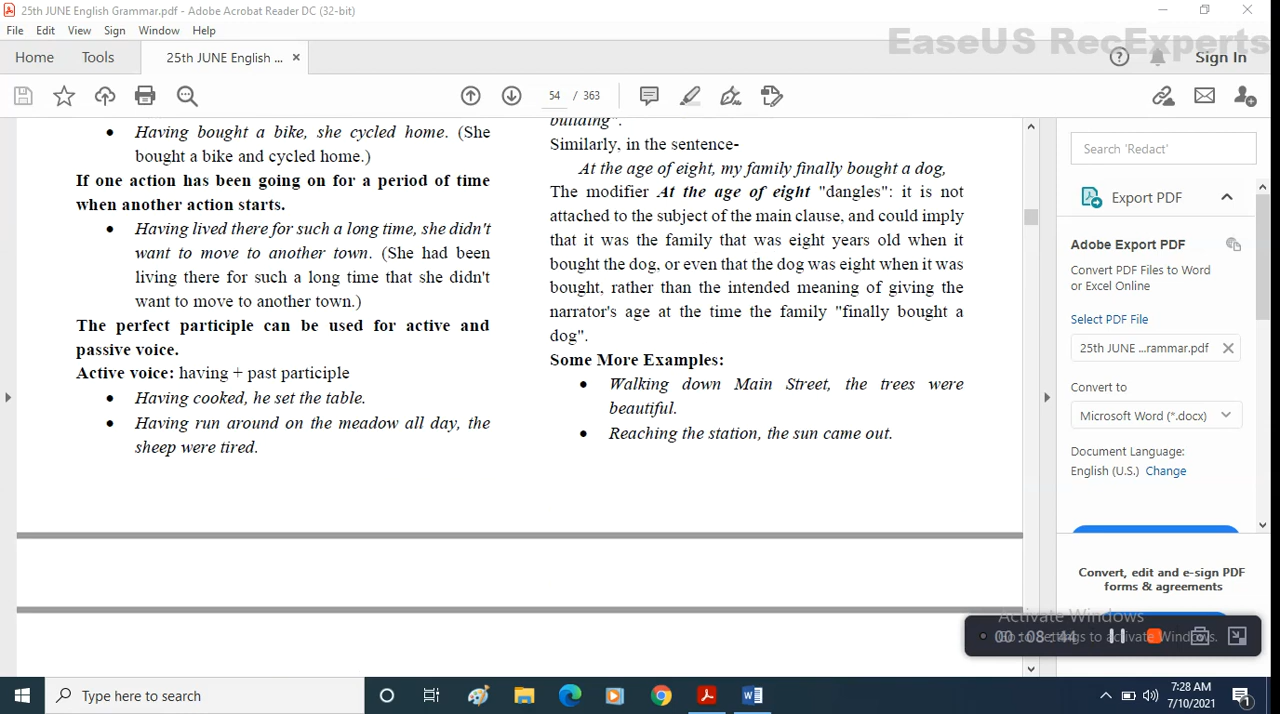 25th JUNE English Grammar.pdf - Adobe Acrobat Reader DC (32-bit)
EaseUS RecExperts
File Edit View Sign Window Help
Home Tools 25th JUNE English ... × Sign In
54 / 363
Having bought a bike, she cycled home. (She
bought a bike and cycled home.)
If one action has been going on for a period of time
when another action starts.
Having lived there for such a long time, she didn't
want to move to another town. (She had been
living there for such a long time that she didn't
want to move to another town.)
The perfect participle can be used for active and
passive voice.
Active voice: having + past participle
Having cooked, he set the table.
Having run around on the meadow all day, the
sheep were tired.
building".
Similarly, in the sentence-
At the age of eight, my family finally bought a dog,
The modifier At the age of eight "dangles": it is not
attached to the subject of the main clause, and could imply
that it was the family that was eight years old when it
bought the dog, or even that the dog was eight when it was
bought, rather than the intended meaning of giving the
narrator's age at the time the family "finally bought a
dog".
Some More Examples:
Walking down Main Street, the trees were
beautiful.
Reaching the station, the sun came out.
Search 'Redact'
Export PDF
Adobe Export PDF
Convert PDF Files to Word
or Excel Online
Select PDF File
25th JUNE ...rammar.pdf ×
Convert to
Microsoft Word (*.docx)
Document Language:
English (U.S.) Change
Convert, edit and e-sign PDF
forms & agreements
Activate Windows
Go to Settings to activate Windows.
00:08:44
Type here to search
7:28 AM
7/10/2021
1